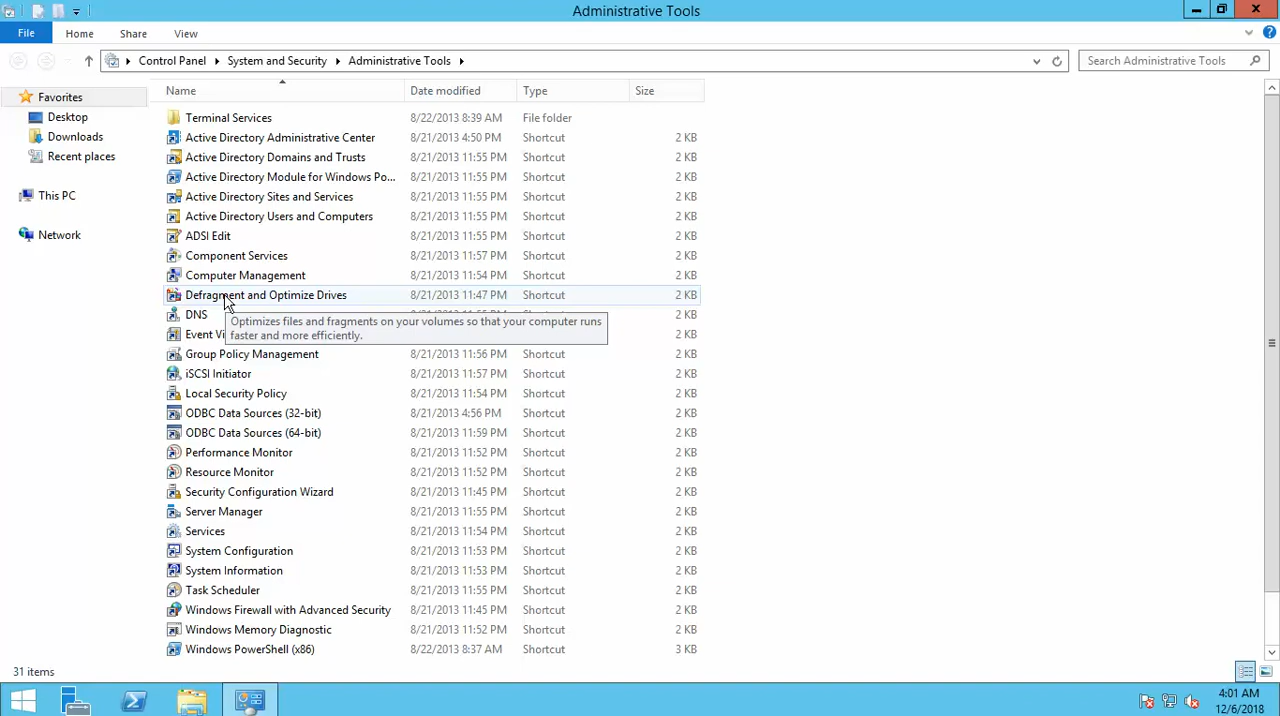 Administrative Tools
File Home Share View
Control Panel System and Security Administrative Tools Search Administrative Tools
Favorites
Desktop
Downloads
Recent places
This PC
Network
Name Date modified Type Size
Terminal Services 8/22/2013 8:39 AM File folder
Active Directory Administrative Center 8/21/2013 4:50 PM Shortcut 2 KB
Active Directory Domains and Trusts 8/21/2013 11:55 PM Shortcut 2 KB
Active Directory Module for Windows Po... 8/21/2013 11:55 PM Shortcut 2 KB
Active Directory Sites and Services 8/21/2013 11:55 PM Shortcut 2 KB
Active Directory Users and Computers 8/21/2013 11:55 PM Shortcut 2 KB
ADSI Edit 8/21/2013 11:55 PM Shortcut 2 KB
Component Services 8/21/2013 11:57 PM Shortcut 2 KB
Computer Management 8/21/2013 11:54 PM Shortcut 2 KB
Defragment and Optimize Drives 8/21/2013 11:47 PM Shortcut 2 KB
DNS Shortcut 2 KB
Optimizes files and fragments on your volumes so that your computer runs
faster and more efficiently.
Event Vi 2 KB
Group Policy Management 8/21/2013 11:56 PM Shortcut 2 KB
iSCSI Initiator 8/21/2013 11:57 PM Shortcut 2 KB
Local Security Policy 8/21/2013 11:54 PM Shortcut 2 KB
ODBC Data Sources (32-bit) 8/21/2013 4:56 PM Shortcut 2 KB
ODBC Data Sources (64-bit) 8/21/2013 11:59 PM Shortcut 2 KB
Performance Monitor 8/21/2013 11:52 PM Shortcut 2 KB
Resource Monitor 8/21/2013 11:52 PM Shortcut 2 KB
Security Configuration Wizard 8/21/2013 11:45 PM Shortcut 2 KB
Server Manager 8/21/2013 11:55 PM Shortcut 2 KB
Services 8/21/2013 11:54 PM Shortcut 2 KB
System Configuration 8/21/2013 11:53 PM Shortcut 2 KB
System Information 8/21/2013 11:53 PM Shortcut 2 KB
Task Scheduler 8/21/2013 11:55 PM Shortcut 2 KB
Windows Firewall with Advanced Security 8/21/2013 11:45 PM Shortcut 2 KB
Windows Memory Diagnostic 8/21/2013 11:52 PM Shortcut 2 KB
Windows PowerShell (x86) 8/22/2013 8:37 AM Shortcut 3 KB
31 items
4:01 AM
12/6/2018